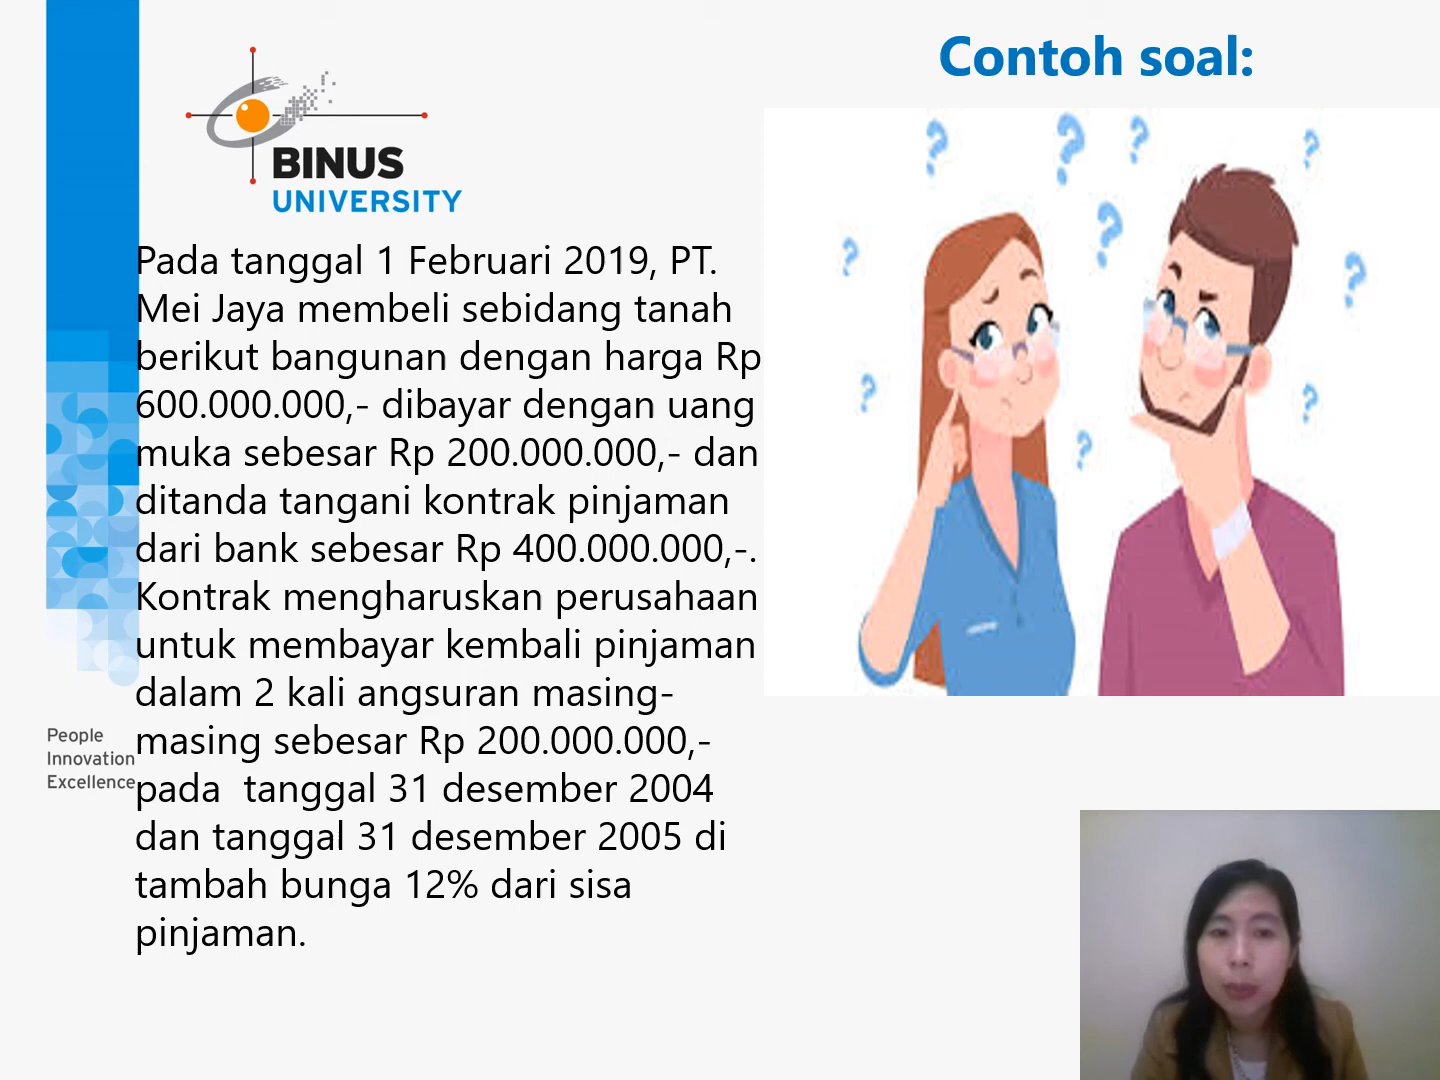 Contoh soal:
BINUS
UNIVERSITY
Pada tanggal 1 Februari 2019, PT.
Mei Jaya membeli sebidang tanah
berikut bangunan dengan harga Rp
600.000.000,- dibayar dengan uang
muka sebesar Rp 200.000.000,- dan
ditanda tangani kontrak pinjaman
dari bank sebesar Rp 400.000.000,-.
Kontrak mengharuskan perusahaan
untuk membayar kembali pinjaman
dalam 2 kali angsuran masing-
masing sebesar Rp 200.000.000,-
pada  tanggal 31 desember 2004
dan tanggal 31 desember 2005 di
tambah bunga 12% dari sisa
pinjaman.
People
Innovation
Excellence
? ? ? ? ? ? ? ? ? ?